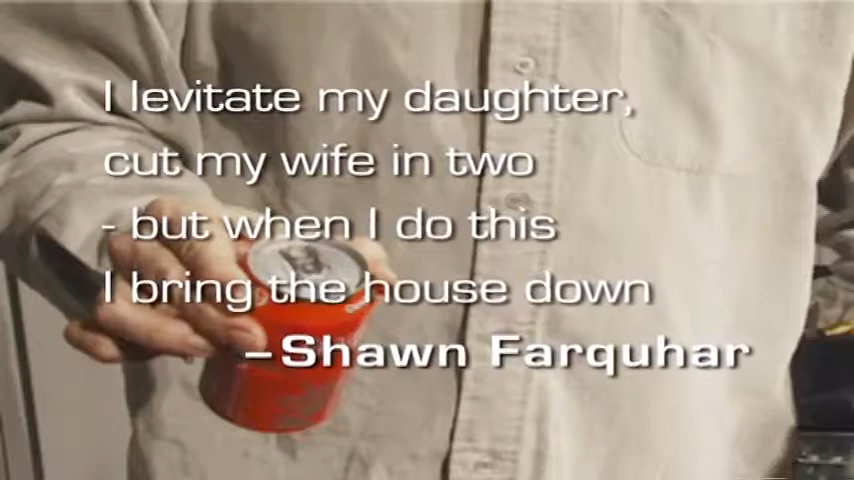 I levitate my daughter,
cut my wife in two
- but when I do this
I bring the house down
– Shawn Farquhar